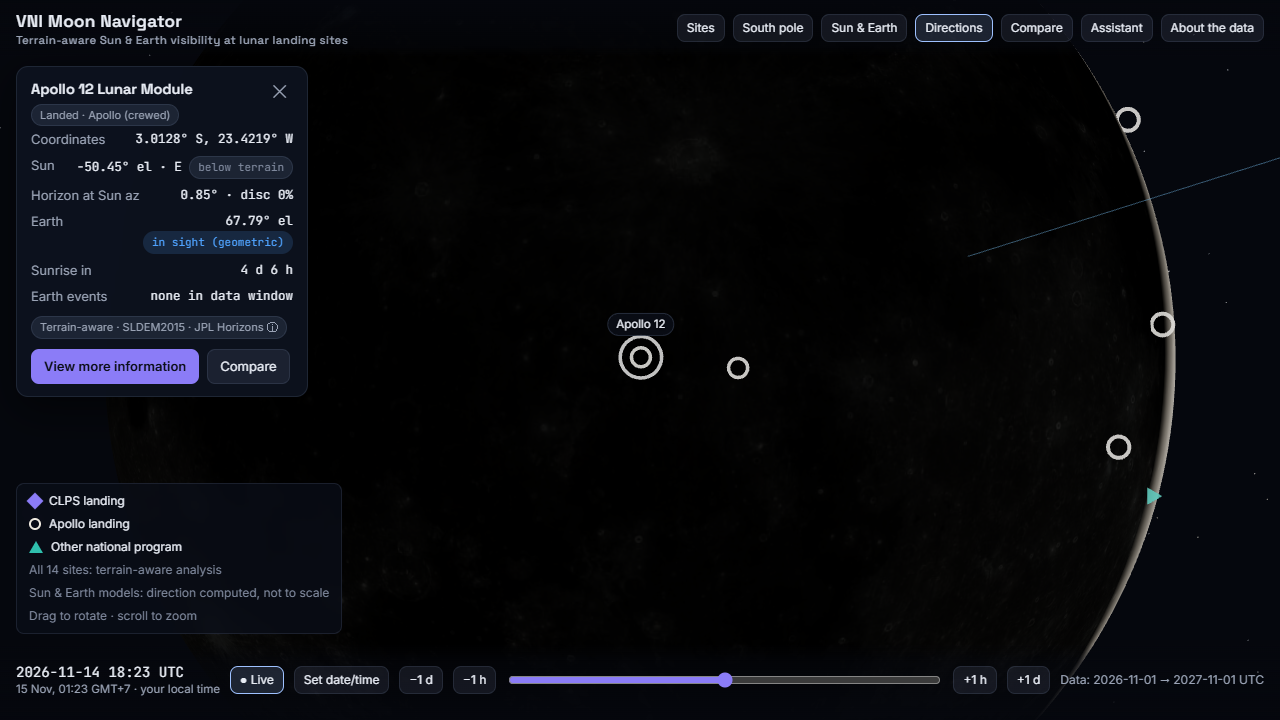 VNI Moon Navigator
Terrain-aware Sun & Earth visibility at lunar landing sites
Sites
South pole
Sun & Earth
Directions
Compare
Assistant
About the data
Apollo 12 Lunar Module
Landed · Apollo (crewed)
Coordinates 3.0128° S, 23.4219° W
Sun -50.45° el · E below terrain
Horizon at Sun az 0.85° · disc 0%
Earth 67.79° el
in sight (geometric)
Sunrise in 4 d 6 h
Earth events none in data window
Terrain-aware · SLDEM2015 · JPL Horizons ⓘ
View more information
Compare
Apollo 12
CLPS landing
Apollo landing
Other national program
All 14 sites: terrain-aware analysis
Sun & Earth models: direction computed, not to scale
Drag to rotate · scroll to zoom
2026-11-14 18:23 UTC
15 Nov, 01:23 GMT+7 · your local time
● Live
Set date/time
−1 d
−1 h
+1 h
+1 d
Data: 2026-11-01 → 2027-11-01 UTC